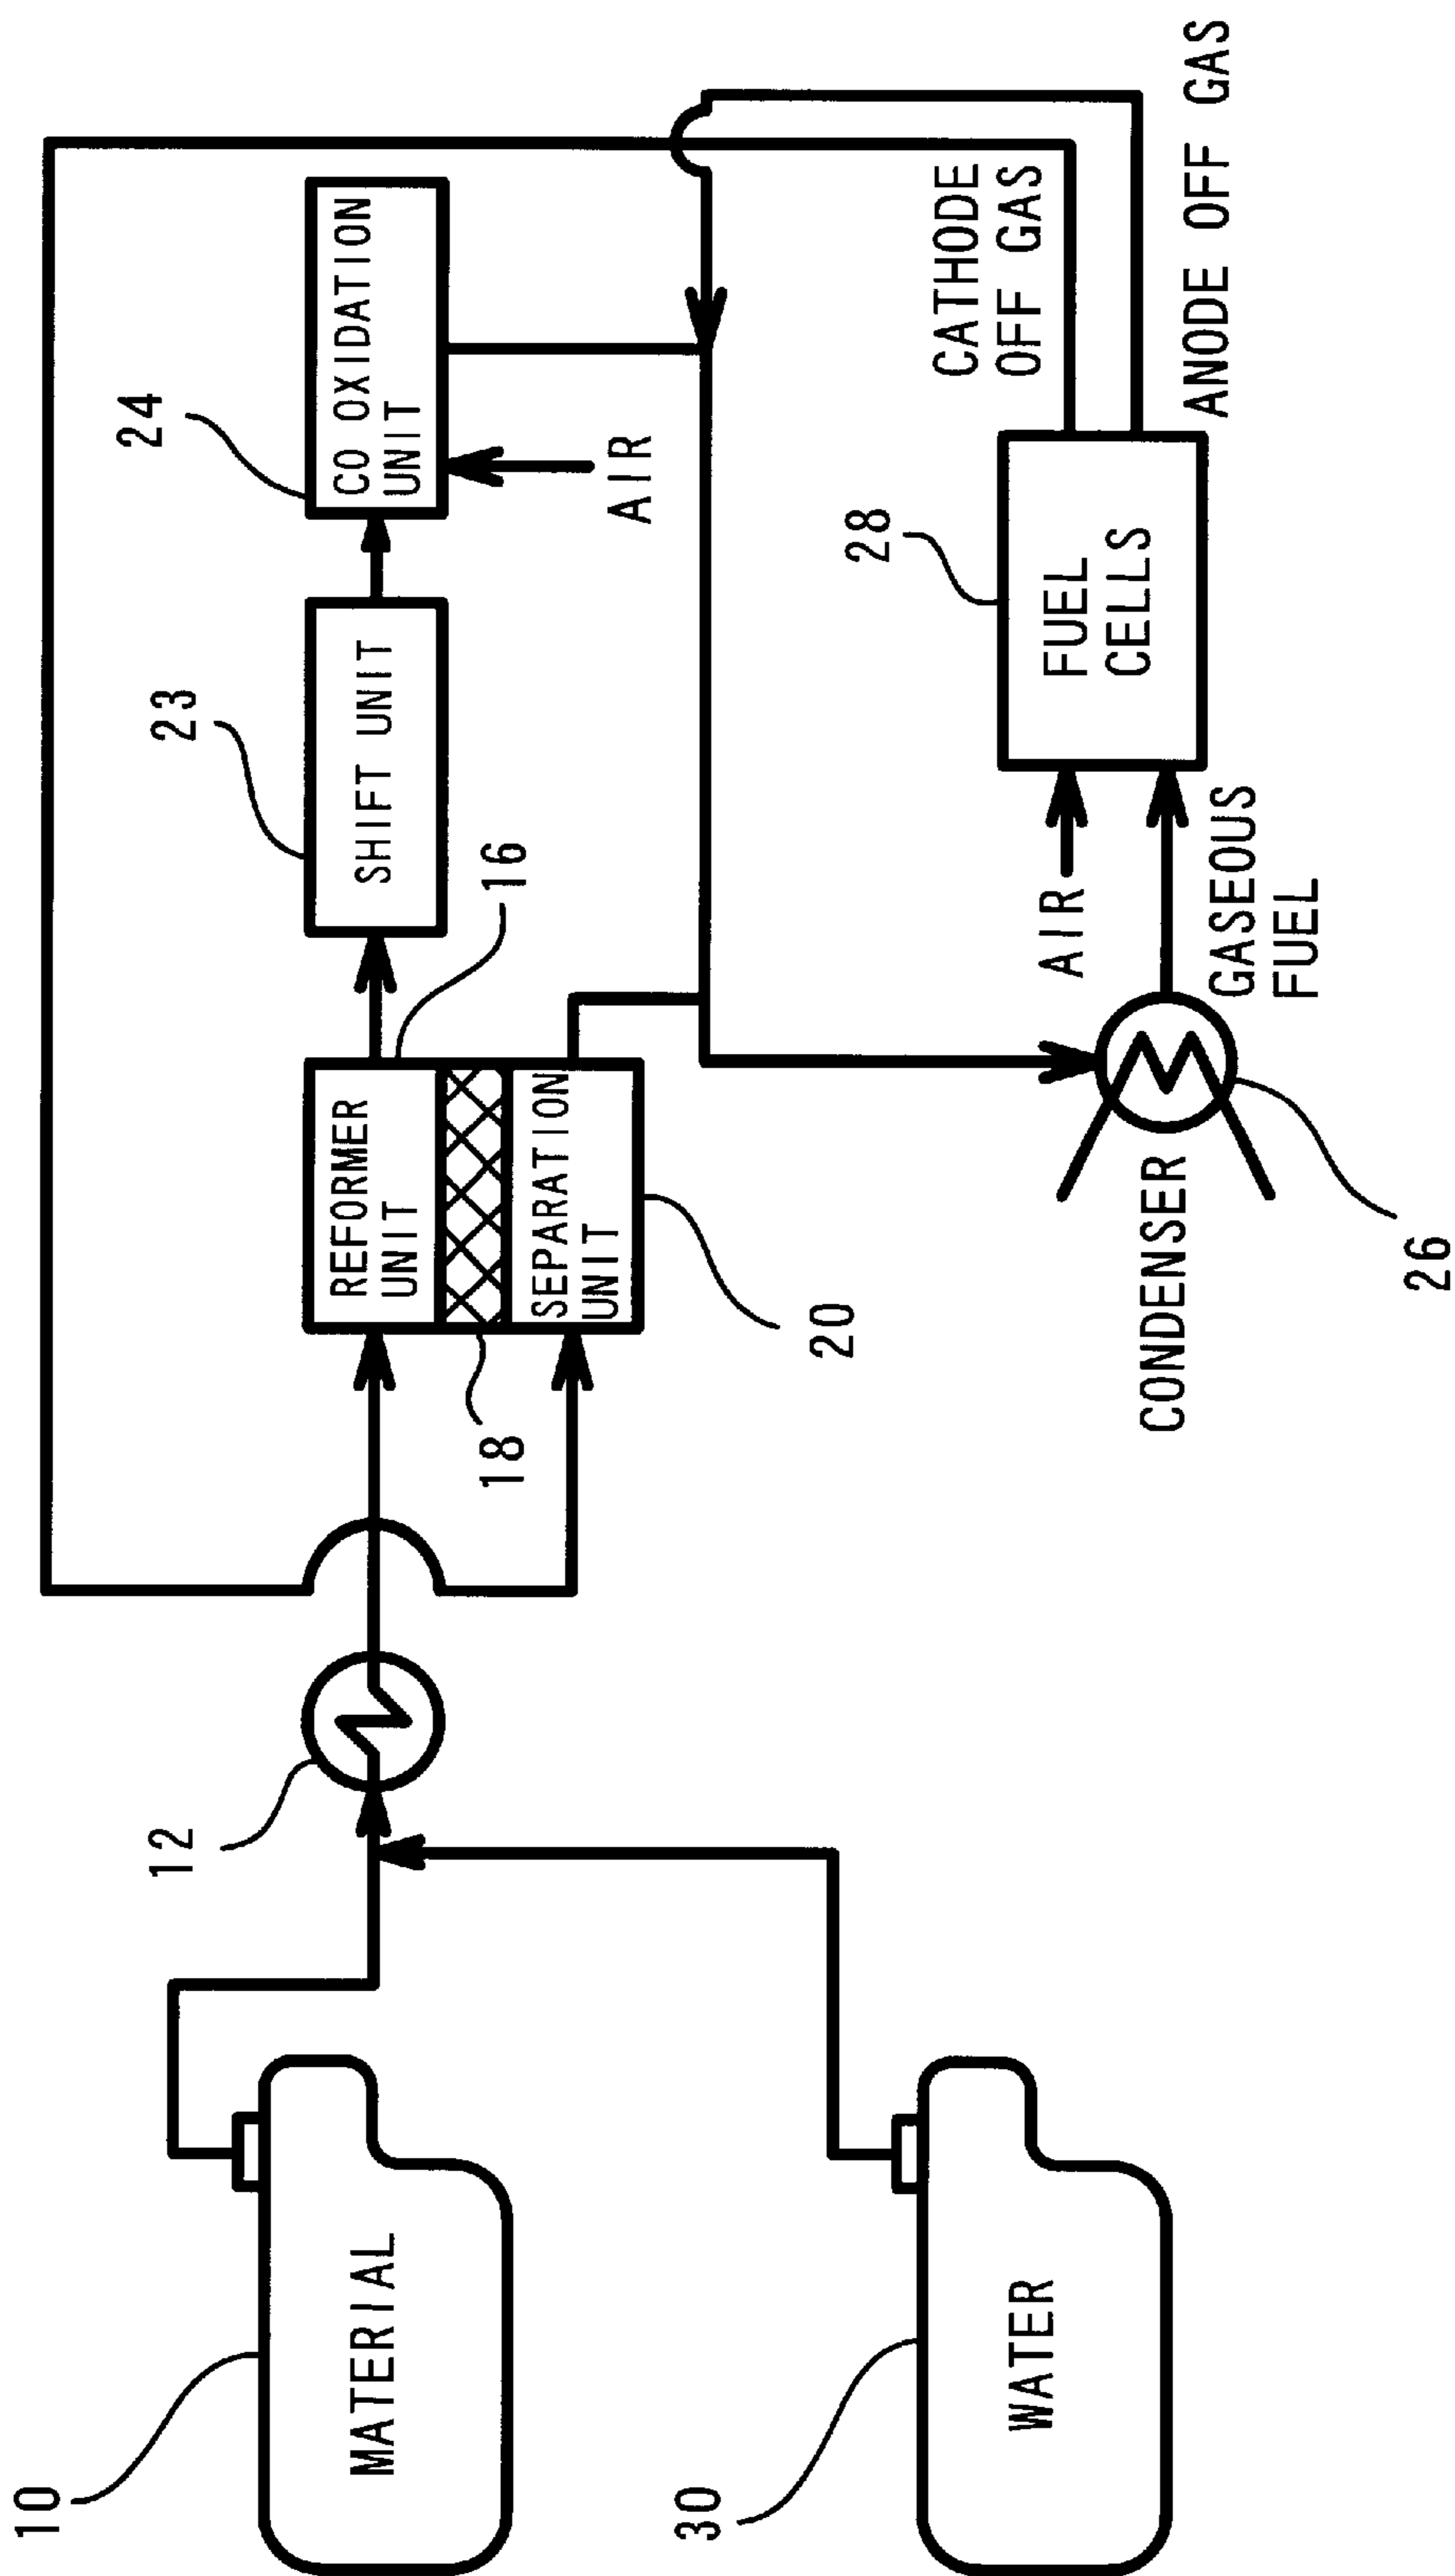 10
MATERIAL
12
30
WATER
REFORMER
UNIT
16
18
SEPARATION
UNIT
20
23
SHIFT UNIT
24
CO OXIDATION
UNIT
AIR
CONDENSER
26
AIR
GASEOUS
FUEL
28
FUEL
CELLS
CATHODE
OFF GAS
ANODE OFF GAS